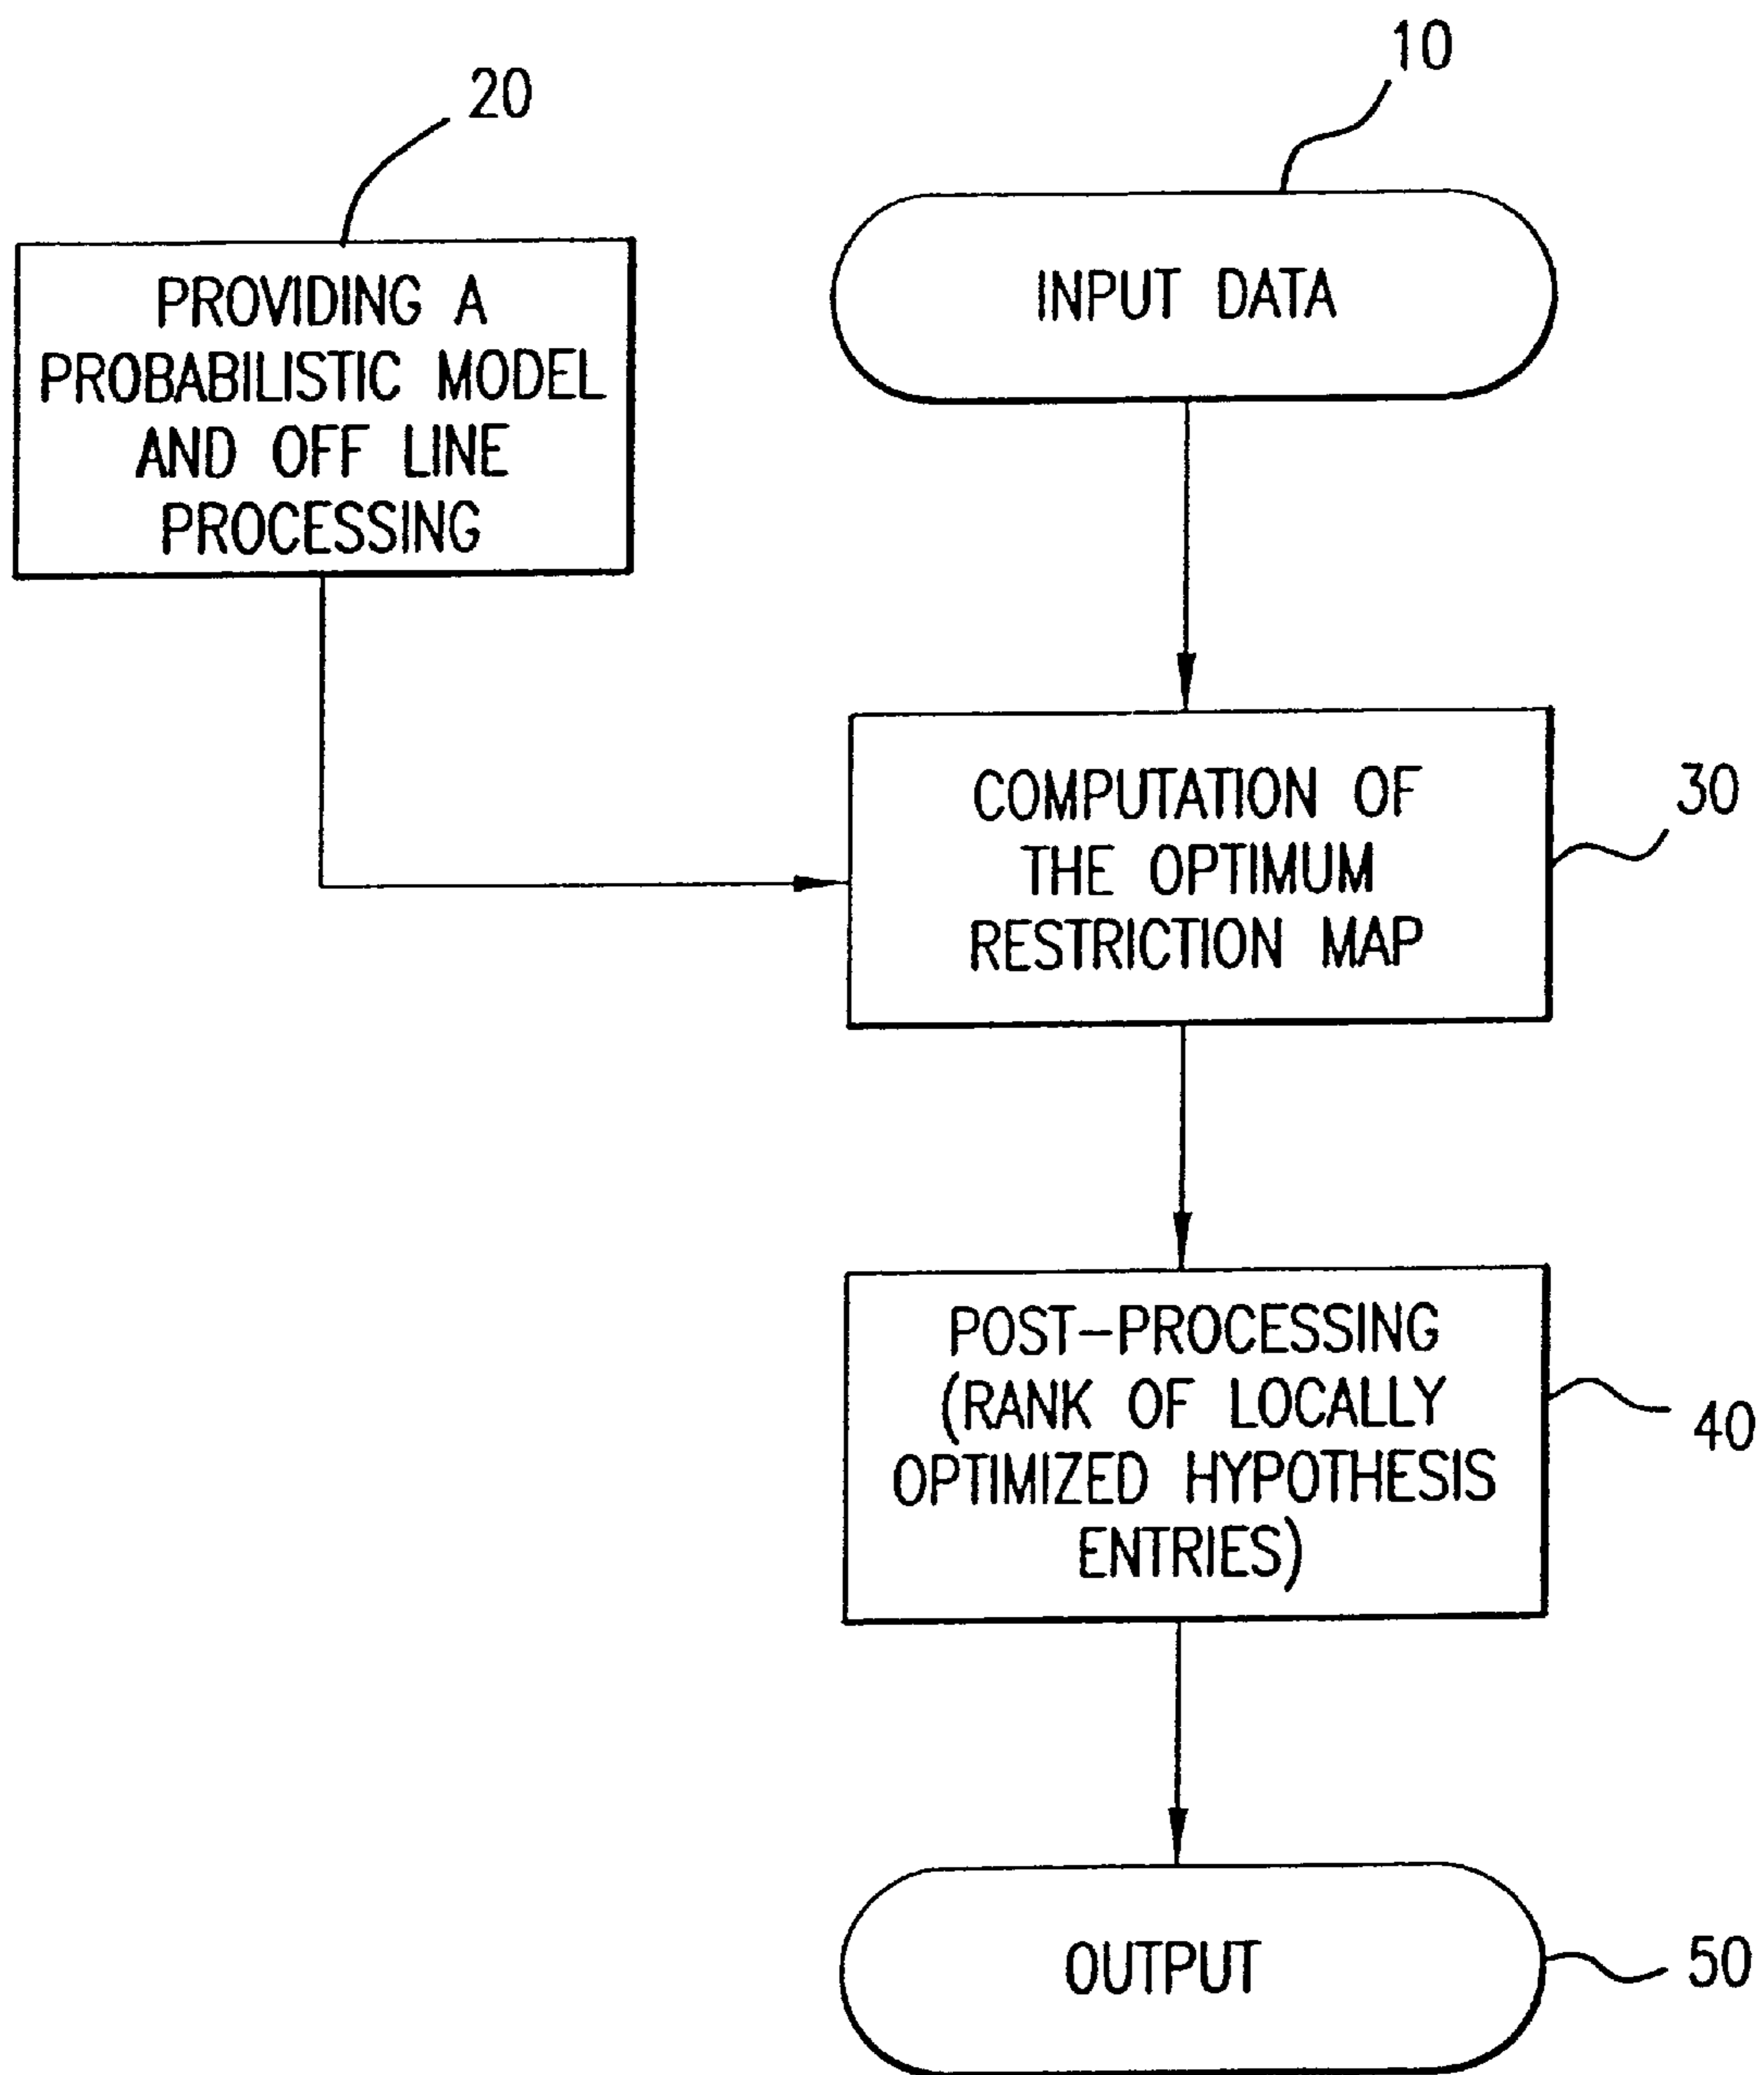 10
20
INPUT DATA
PROVIDING A
PROBABILISTIC MODEL
AND OFF LINE
PROCESSING
COMPUTATION OF
THE OPTIMUM
RESTRICTION MAP
30
POST-PROCESSING
(RANK OF LOCALLY
OPTIMIZED HYPOTHESIS
ENTRIES)
40
OUTPUT
50